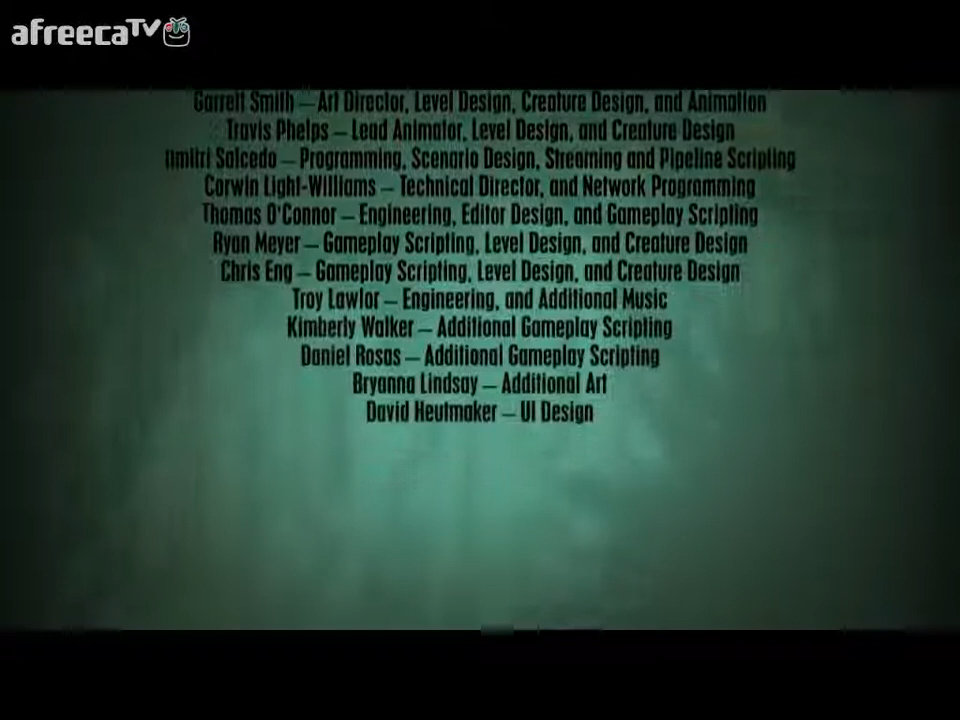 afreecaTV
Garrett Smith – Art Director, Level Design, Creature Design, and Animation
Travis Phelps – Lead Animator, Level Design, and Creature Design
Dmitri Salcedo – Programming, Scenario Design, Streaming and Pipeline Scripting
Corwin Light-Williams – Technical Director, and Network Programming
Thomas O'Connor – Engineering, Editor Design, and Gameplay Scripting
Ryan Meyer – Gameplay Scripting, Level Design, and Creature Design
Chris Eng – Gameplay Scripting, Level Design, and Creature Design
Troy Lawlor – Engineering, and Additional Music
Kimberly Walker – Additional Gameplay Scripting
Daniel Rosas – Additional Gameplay Scripting
Bryanna Lindsay – Additional Art
David Heutmaker – UI Design